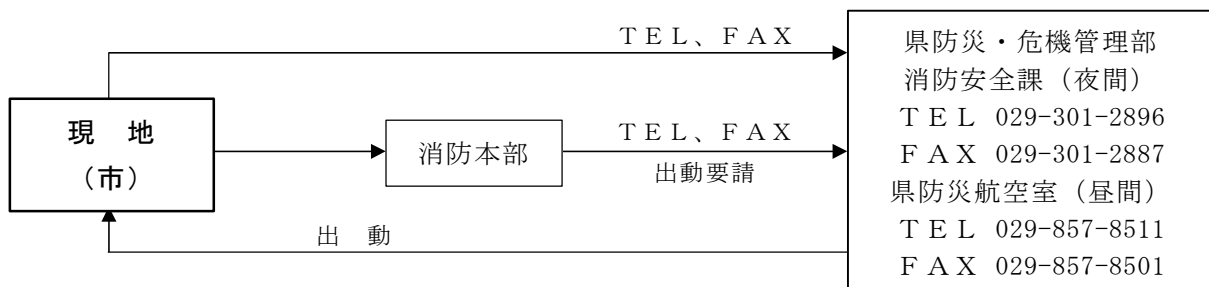 ＴＥＬ、ＦＡＸ
現　地
（市）
消防本部
ＴＥＬ、ＦＡＸ
出動要請
出　動
県防災・危機管理部
消防安全課（夜間）
ＴＥＬ 029-301-2896
ＦＡＸ 029-301-2887
県防災航空室（昼間）
ＴＥＬ 029-857-8511
ＦＡＸ 029-857-8501